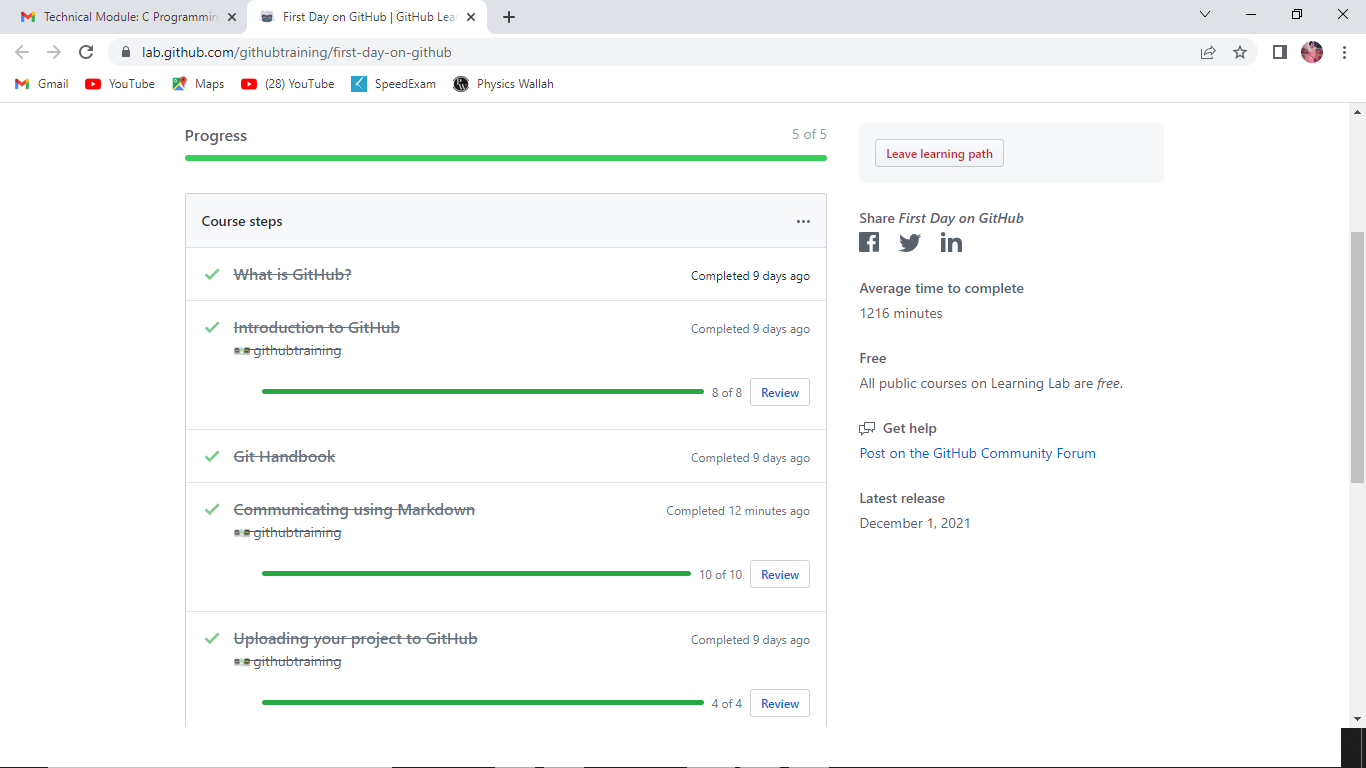 Technical Module: C Programmin
First Day on GitHub | GitHub Lea
lab.github.com/githubtraining/first-day-on-github
Gmail
YouTube
Maps
(28) YouTube
SpeedExam
Physics Wallah
Progress
5 of 5
Course steps
What is GitHub?
Completed 9 days ago
Introduction to GitHub
Completed 9 days ago
githubtraining
8 of 8
Review
Git Handbook
Completed 9 days ago
Communicating using Markdown
Completed 12 minutes ago
githubtraining
10 of 10
Review
Uploading your project to GitHub
Completed 9 days ago
githubtraining
4 of 4
Review
Leave learning path
Share First Day on GitHub
Average time to complete
1216 minutes
Free
All public courses on Learning Lab are free.
Get help
Post on the GitHub Community Forum
Latest release
December 1, 2021